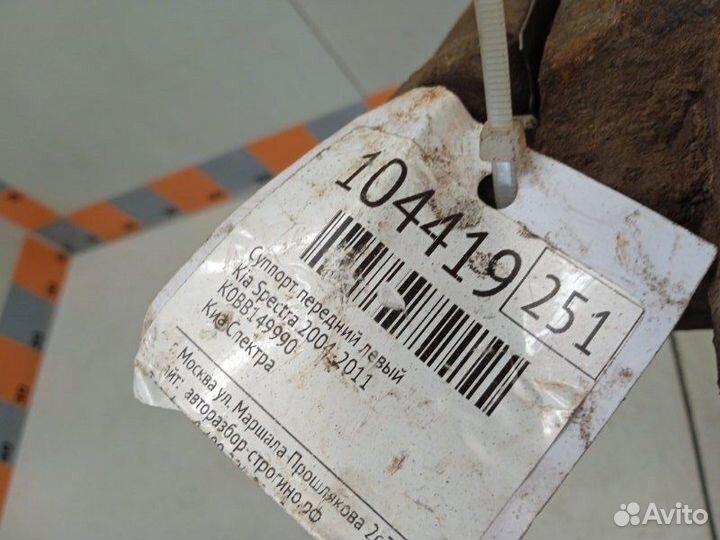 104419 251
Суппорт передний левый
Kia Spectra 2004-2011
K0BB149990
Киа Спектра
г. Москва ул. Маршала Прошлякова
авторазбор-строгино.рф
Avito